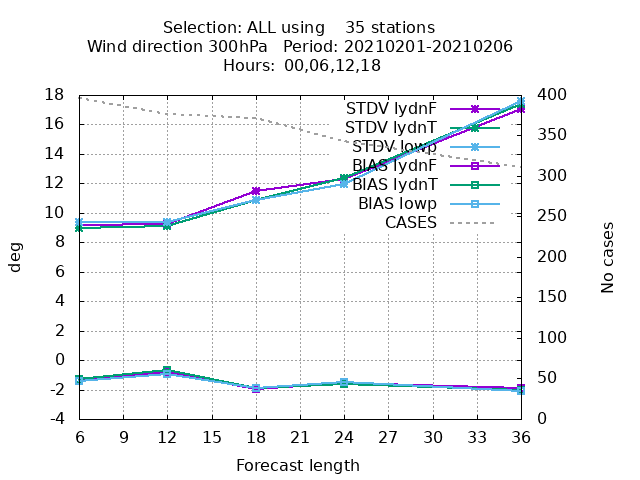 Selection: ALL using    35 stations
Wind direction 300hPa   Period: 20210201-20210206
Hours: 00,06,12,18
STDV lydnF
STDV lydnT
STDV lowp
BIAS lydnF
BIAS lydnT
BIAS lowp
CASES
18
16
14
12
10
8
6
4
2
0
-2
-4
deg
400
350
300
250
200
150
100
50
0
No cases
6 9 12 15 18 21 24 27 30 33 36
Forecast length